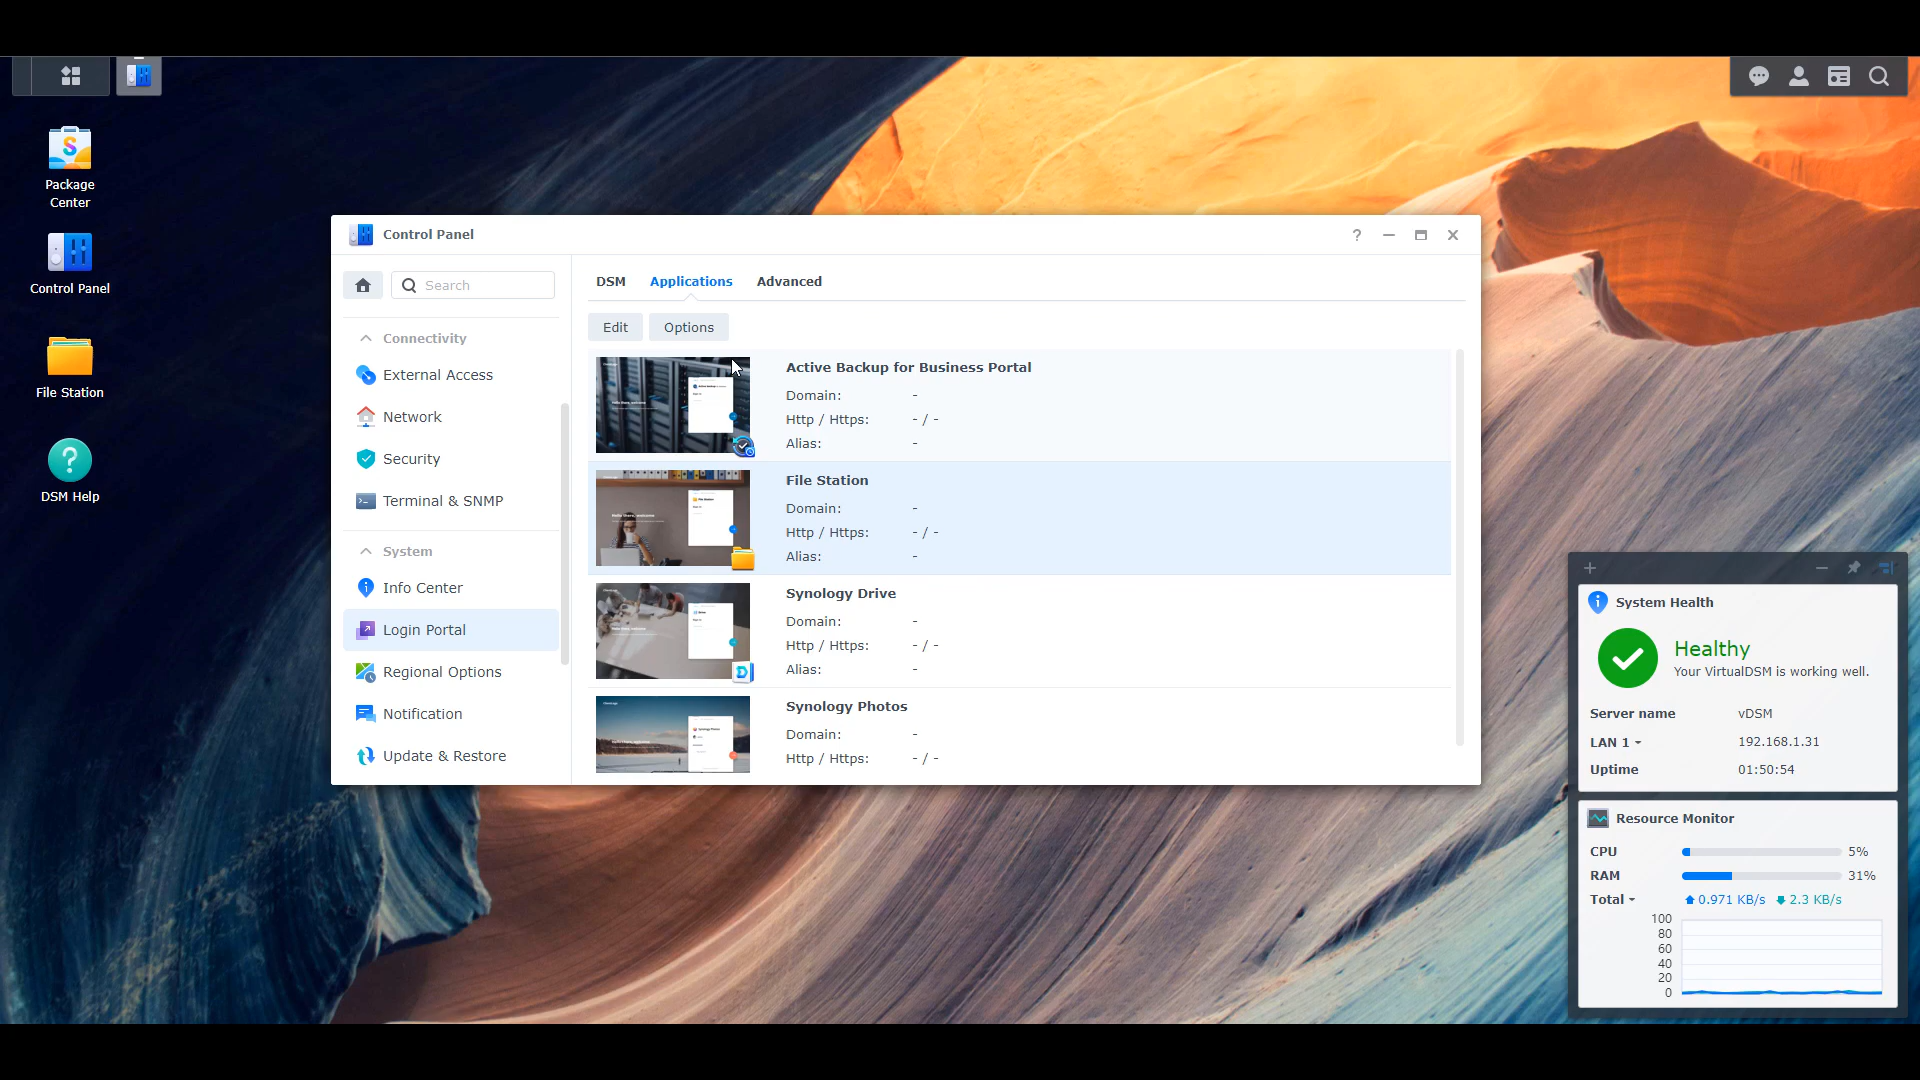 Package
Center
Control Panel
File Station
DSM Help
Control Panel
Search
Connectivity
External Access
Network
Security
Terminal & SNMP
System
Info Center
Login Portal
Regional Options
Notification
Update & Restore
DSM Applications Advanced
Edit Options
Active Backup for Business Portal
Domain: -
Http / Https: - / -
Alias: -
File Station
Domain: -
Http / Https: - / -
Alias: -
Synology Drive
Domain: -
Http / Https: - / -
Alias: -
Synology Photos
Domain: -
Http / Https: - / -
System Health
Healthy
Your VirtualDSM is working well.
Server name vDSM
LAN 1 192.168.1.31
Uptime 01:50:54
Resource Monitor
CPU 5%
RAM 31%
Total 0.971 KB/s 2.3 KB/s
100
80
60
40
20
0